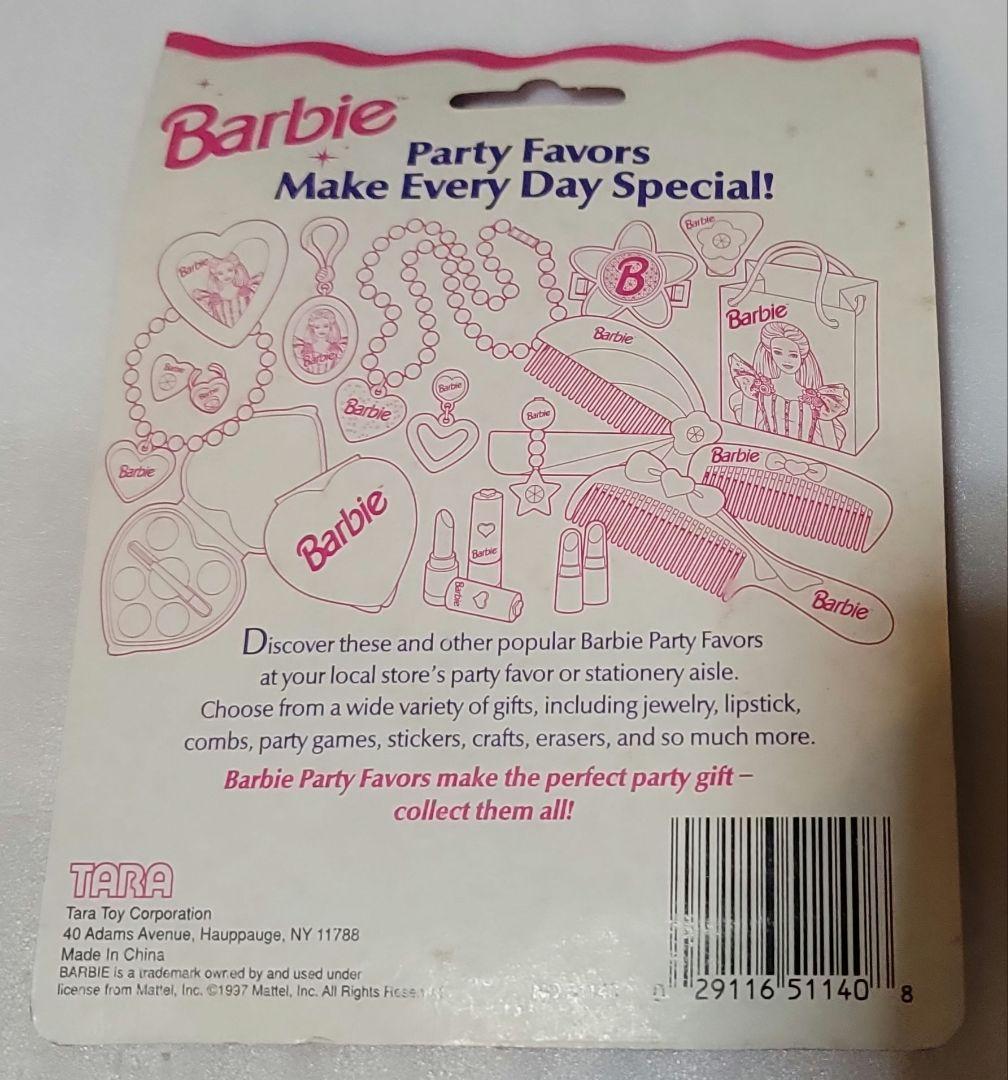 Barbie™
Party Favors
Make Every Day Special!
Barbie
Barbie
Barbie
Barbie
Barbie
B
Barbie
Barbie
Barbie
Barbie
Barbie
Barbie
Barbie
Barbie
Barbie
Barbie
Barbie
Barbie
Discover these and other popular Barbie Party Favors
at your local store's party favor or stationery aisle.
Choose from a wide variety of gifts, including jewelry, lipstick,
combs, party games, stickers, crafts, erasers, and so much more.
Barbie Party Favors make the perfect party gift –
collect them all!
TARA
Tara Toy Corporation
40 Adams Avenue, Hauppauge, NY 11788
Made In China
BARBIE is a trademark owned by and used under
license from Mattel, Inc. ©1997 Mattel, Inc. All Rights
0 29116 51140 8